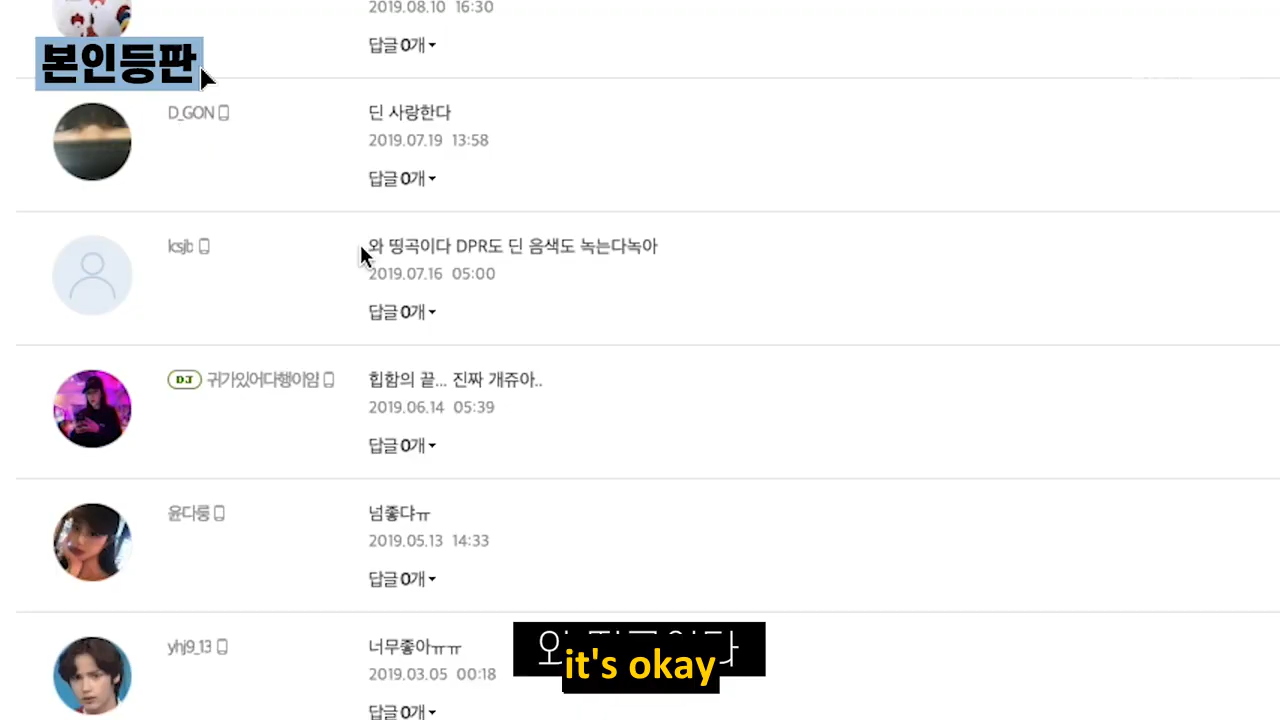 2019.08.10 16:30
답글 0개
본인등판
D_GON
딘 사랑한다
2019.07.19 13:58
답글 0개
lcsjb
와 띵곡이다 DPR도 딘 음색도 녹는다녹아
2019.07.16 05:00
답글 0개
DJ 귀가있어다행이암
힙함의 끝... 진짜 개쥬아..
2019.06.14 05:39
답글 0개
윤다룽
넘좋댜ㅠ
2019.05.13 14:33
답글 0개
yhj9_13
너무좋아ㅠㅠ
2019.03.05 00:18
답글 0개
it's okay